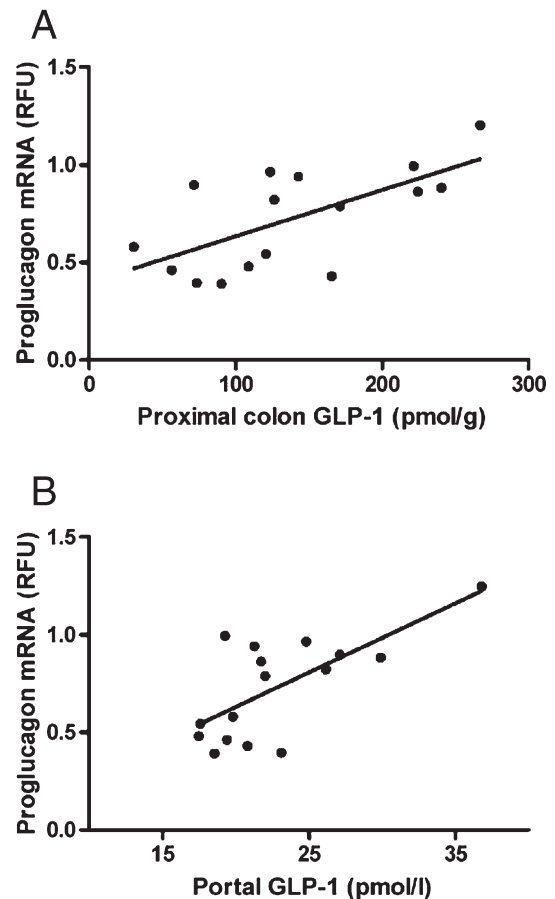 A
1.5
1.0
0.5
0.0
Proglucagon mRNA (RFU)
0 100 200 300
Proximal colon GLP-1 (pmol/g)
B
1.5
1.0
0.5
0.0
Proglucagon mRNA (RFU)
15 25 35
Portal GLP-1 (pmol/l)